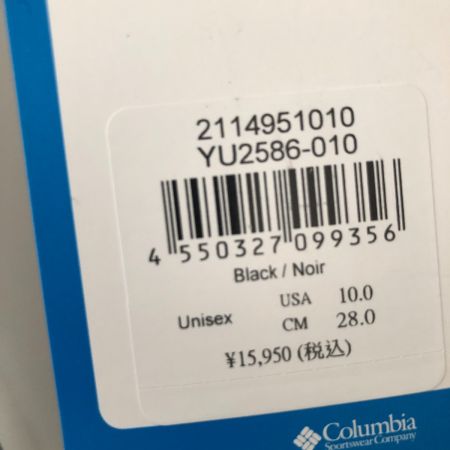 2114951010
YU2586-010
4 550327 099356
Black / Noir
Unisex
USA 10.0
CM 28.0
¥15,950 (税込)
Columbia
Sportswear Company